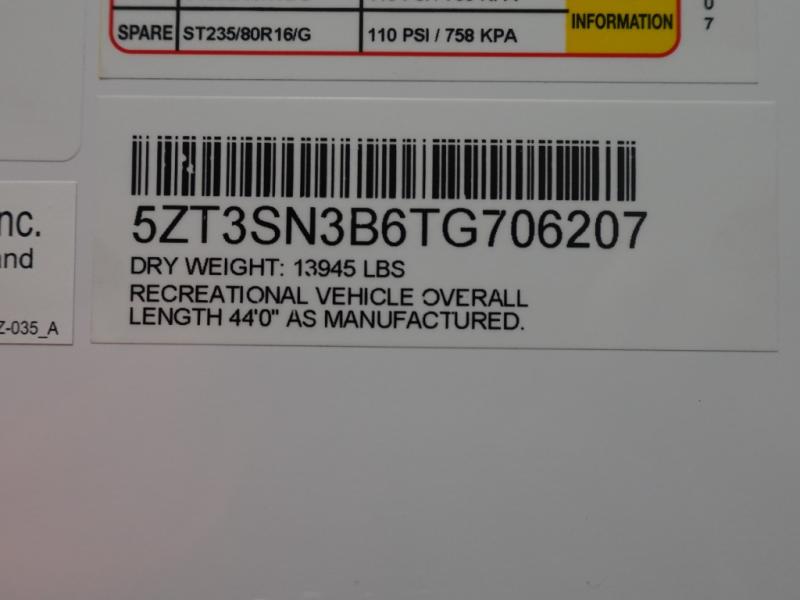 0
7
INFORMATION
SPARE ST235/80R16/G 110 PSI / 758 KPA
nc.
and
Z-035_A
5ZT3SN3B6TG706207
DRY WEIGHT: 13945 LBS
RECREATIONAL VEHICLE OVERALL
LENGTH 44'0" AS MANUFACTURED.